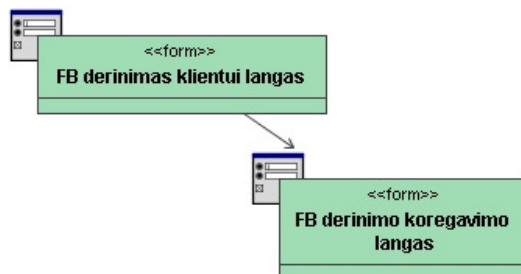 <<form>>
FB derinimas klientui langas
<<form>>
FB derinimo koregavimo
langas